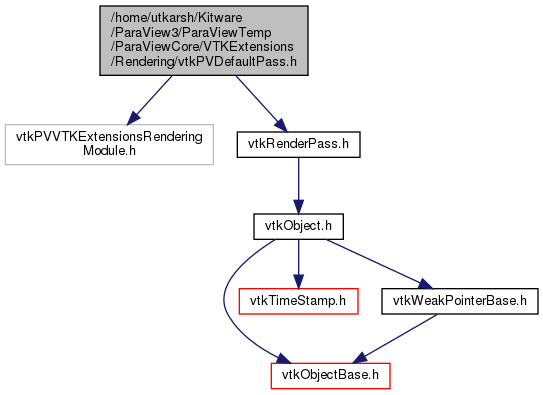 /home/utkarsh/Kitware
/ParaView3/ParaViewTemp
/ParaViewCore/VTKExtensions
/Rendering/vtkPVDefaultPass.h
vtkPVVTKExtensionsRendering
Module.h
vtkRenderPass.h
vtkObject.h
vtkTimeStamp.h
vtkWeakPointerBase.h
vtkObjectBase.h